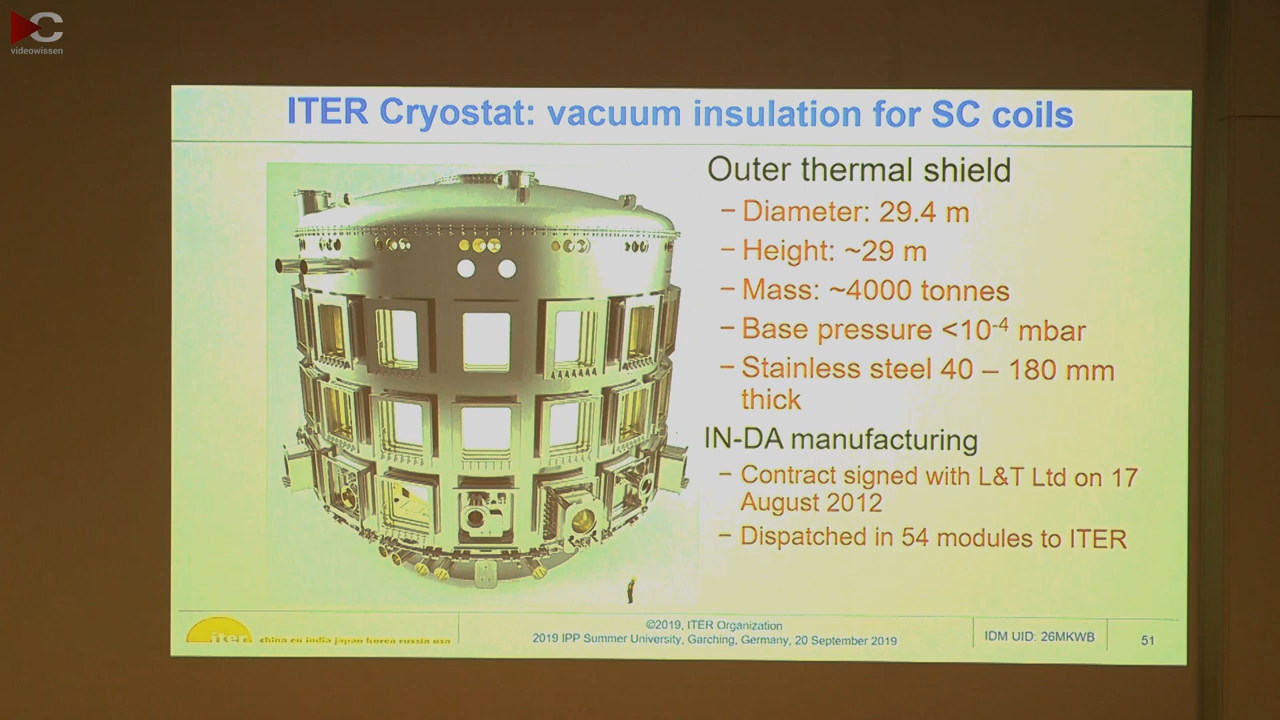 videowissen
ITER Cryostat: vacuum insulation for SC coils
Outer thermal shield
– Diameter: 29.4 m
– Height: ~29 m
– Mass: ~4000 tonnes
– Base pressure <10⁻⁴ mbar
– Stainless steel 40 – 180 mm
thick
IN-DA manufacturing
– Contract signed with L&T Ltd on 17
August 2012
– Dispatched in 54 modules to ITER
iter
china eu india japan korea russia usa
©2019, ITER Organization
2019 IPP Summer University, Garching, Germany, 20 September 2019
IDM UID: 26MKWB
51